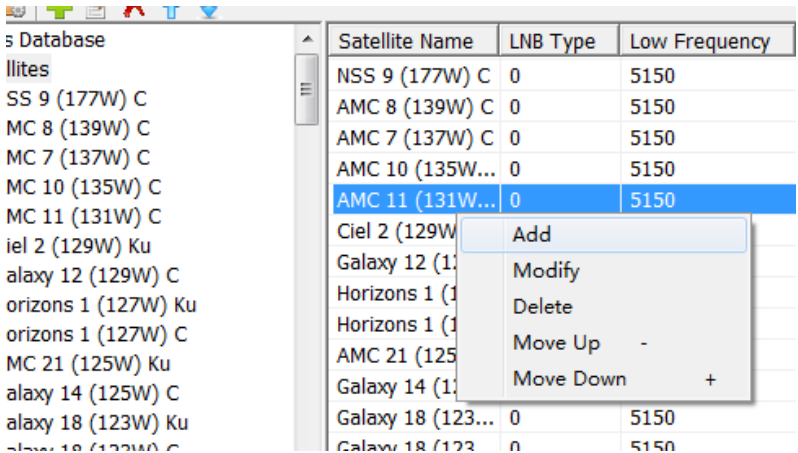 s Database
llites
SS 9 (177W) C
MC 8 (139W) C
MC 7 (137W) C
MC 10 (135W) C
MC 11 (131W) C
iel 2 (129W) Ku
alaxy 12 (129W) C
orizons 1 (127W) Ku
orizons 1 (127W) C
MC 21 (125W) Ku
alaxy 14 (125W) C
alaxy 18 (123W) Ku
alaxy 18 (123W) C
Satellite Name LNB Type Low Frequency
NSS 9 (177W) C 0 5150
AMC 8 (139W) C 0 5150
AMC 7 (137W) C 0 5150
AMC 10 (135W... 0 5150
AMC 11 (131W... 0 5150
Ciel 2 (129W
Galaxy 12 (1
Horizons 1 (1
Horizons 1 (1
AMC 21 (125
Galaxy 14 (1
Galaxy 18 (123... 0 5150
Galaxy 18 (123... 0 5150
Add
Modify
Delete
Move Up -
Move Down +